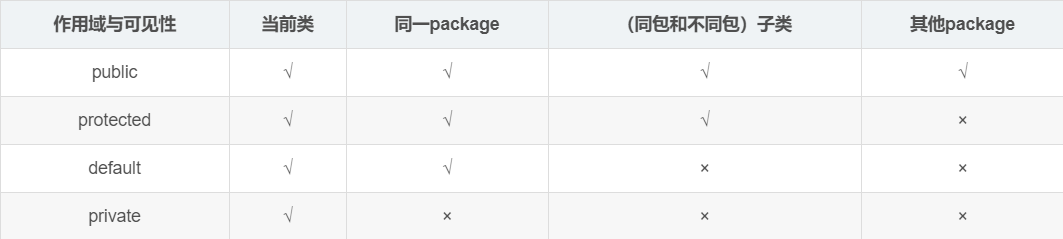 作用域与可见性 当前类 同一package （同包和不同包）子类 其他package
public √ √ √ √
protected √ √ √ ×
default √ √ × ×
private √ × × ×